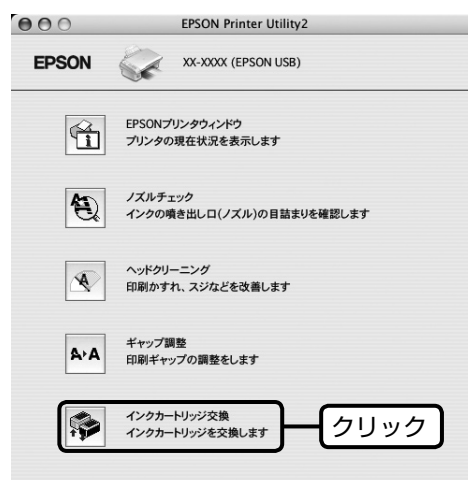 EPSON Printer Utility2
EPSON XX-XXXX (EPSON USB)
EPSONプリンタウィンドウ
プリンタの現在状況を表示します
ノズルチェック
インクの噴き出し口(ノズル)の目詰まりを確認します
ヘッドクリーニング
印刷かすれ、スジなどを改善します
ギャップ調整
印刷ギャップの調整をします
インクカートリッジ交換
インクカートリッジを交換します
クリック